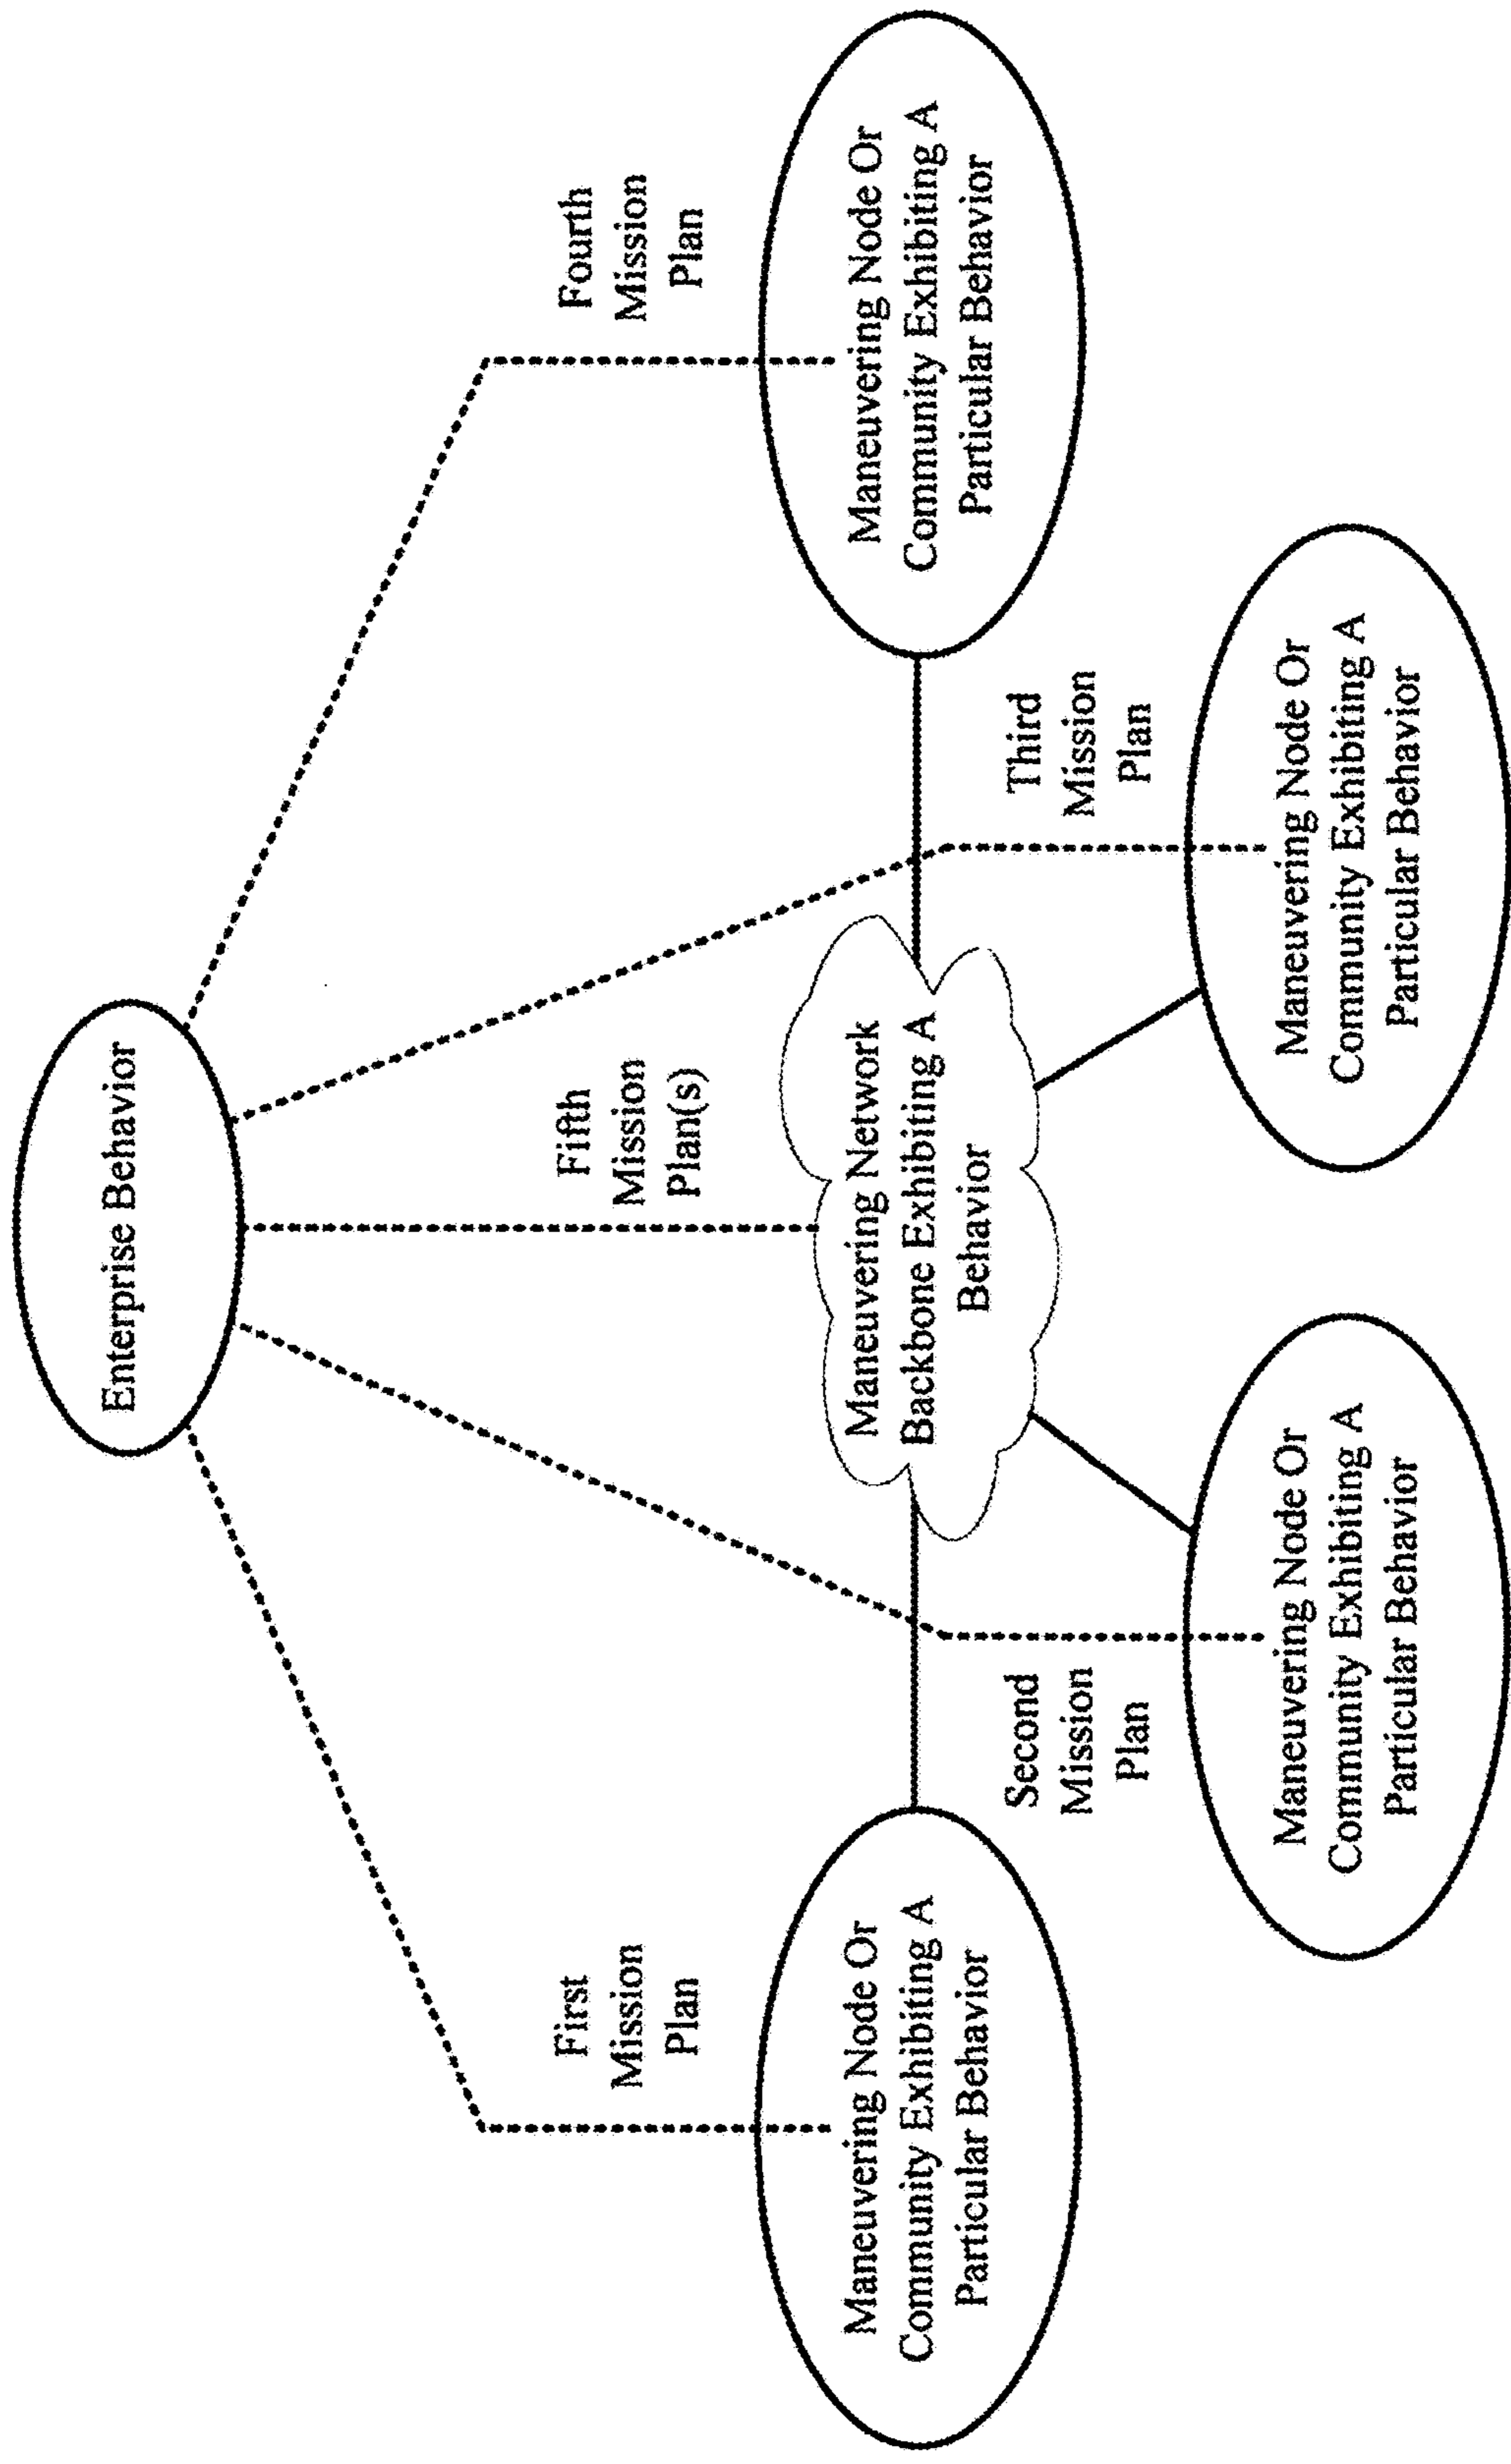 Enterprise Behavior
First
Mission
Plan
Fifth
Mission
Plan(s)
Fourth
Mission
Plan
Maneuvering Node Or
Community Exhibiting A
Particular Behavior
Maneuvering Network
Backbone Exhibiting A
Behavior
Maneuvering Node Or
Community Exhibiting A
Particular Behavior
Second
Mission
Plan
Third
Mission
Plan
Maneuvering Node Or
Community Exhibiting A
Particular Behavior
Maneuvering Node Or
Community Exhibiting A
Particular Behavior